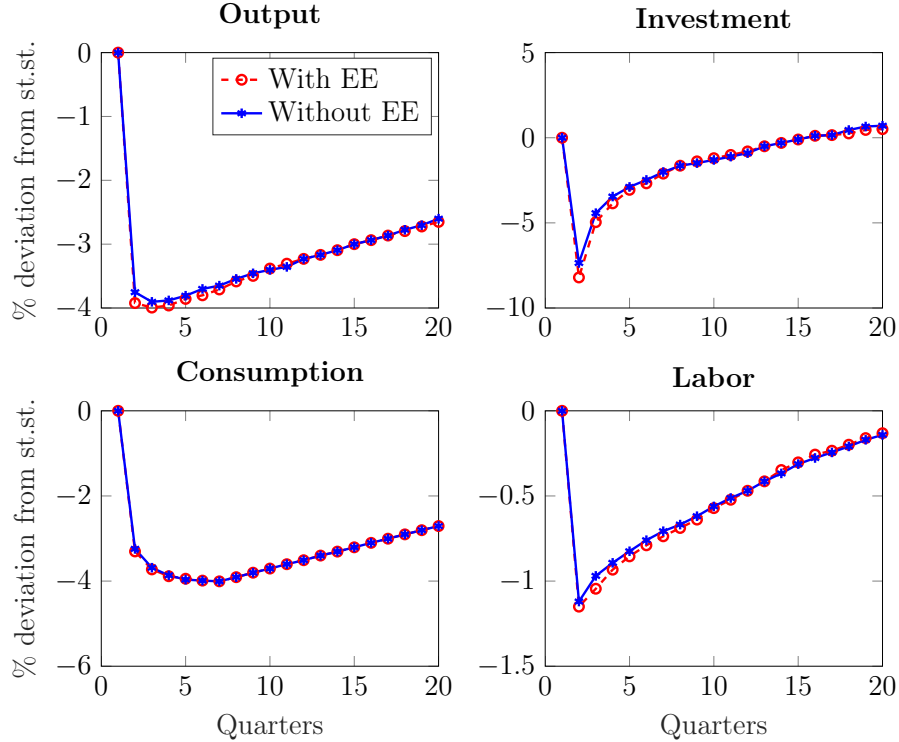 Output
Investment
% deviation from st.st.
0
−1
−2
−3
−4
With EE
Without EE
0 5 10 15 20
5
0
−5
−10
0 5 10 15 20
Consumption
Labor
% deviation from st.st.
0
−2
−4
−6
0 5 10 15 20
Quarters
0
−0.5
−1
−1.5
0 5 10 15 20
Quarters